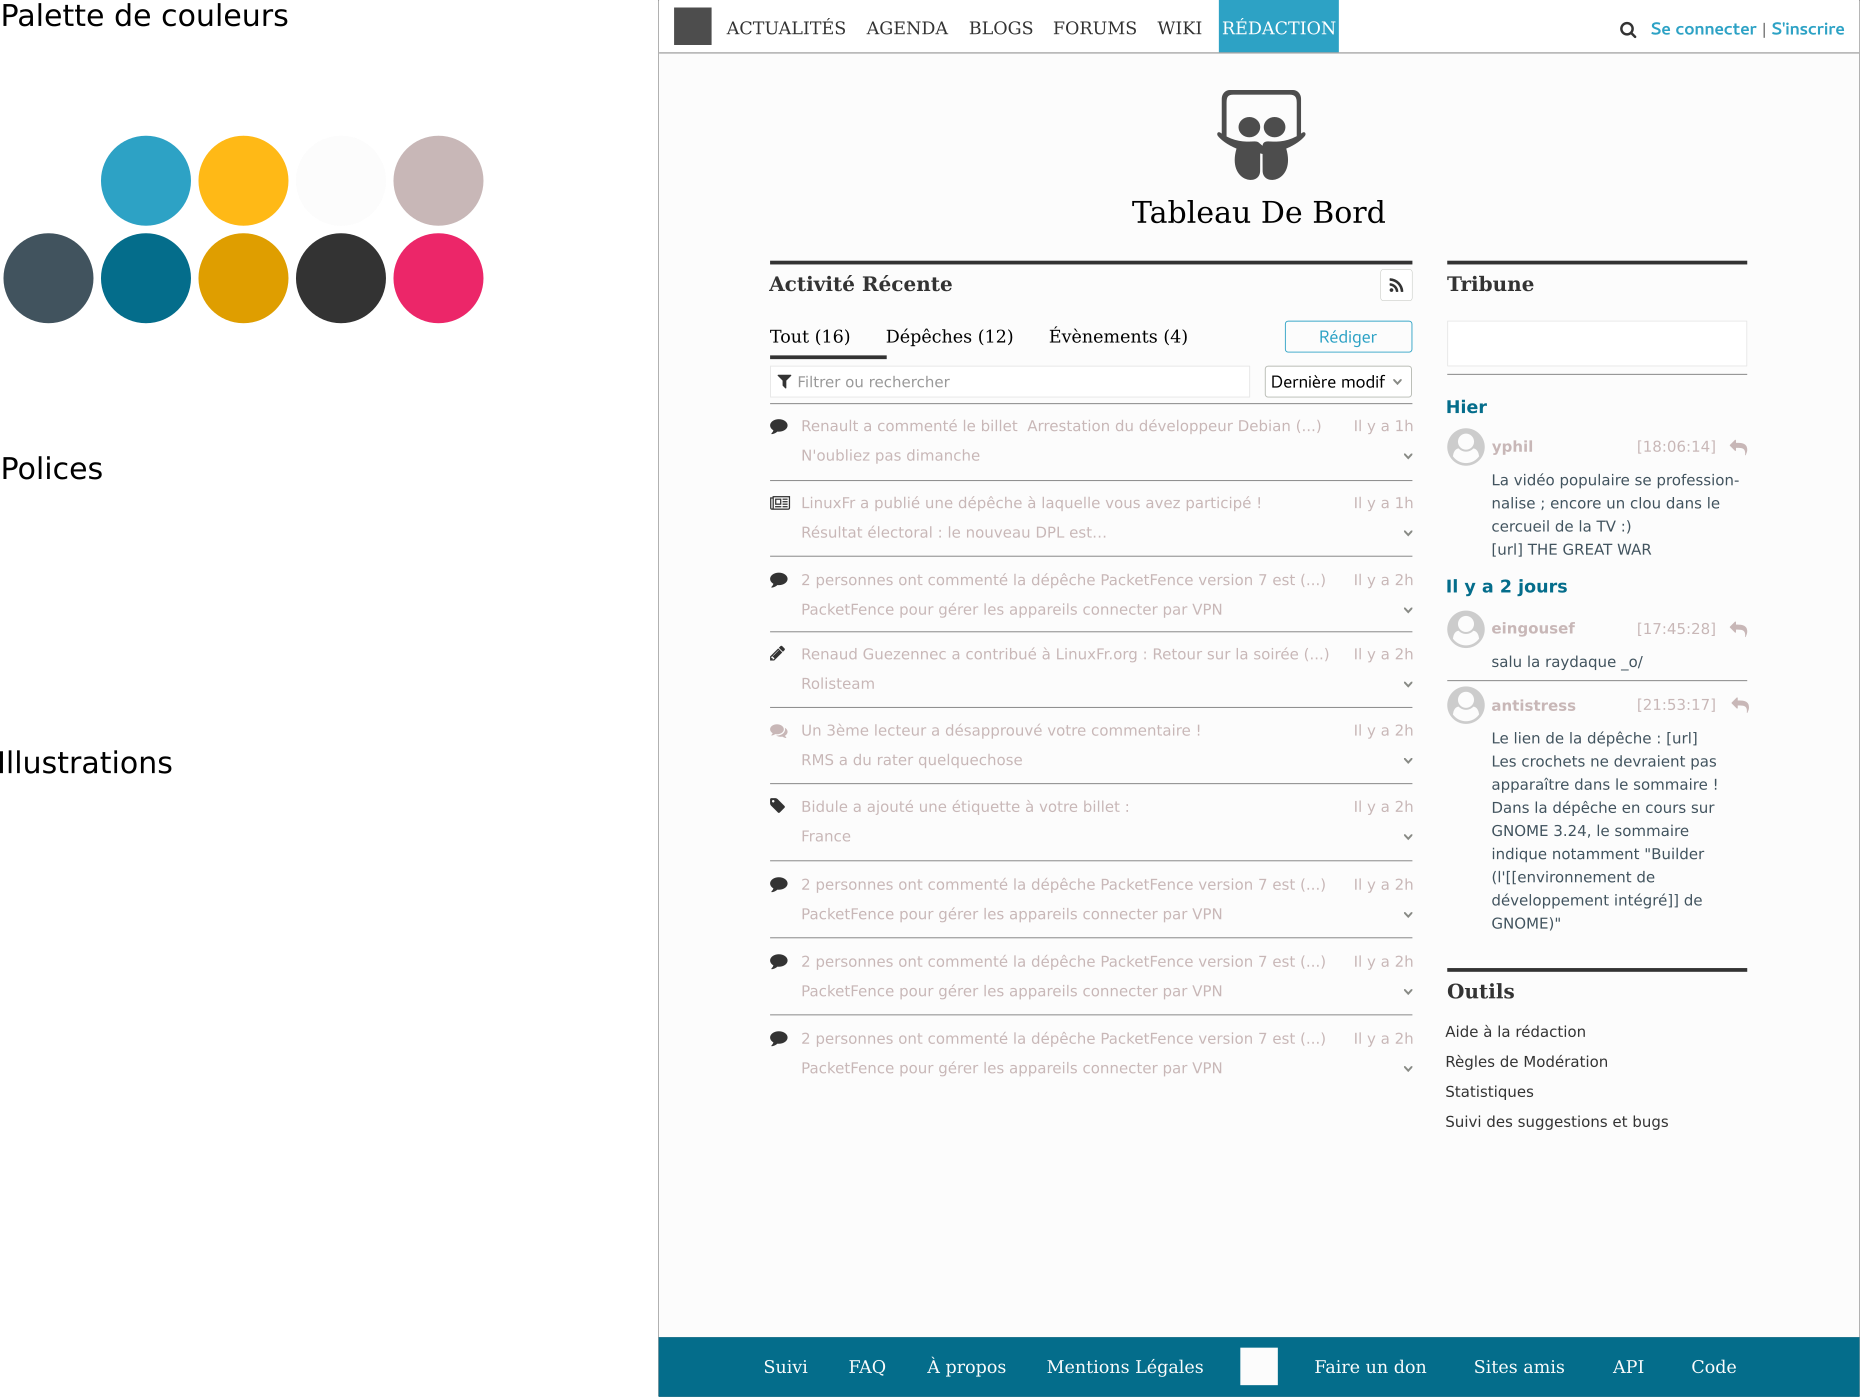 Palette de couleurs
Polices
Illustrations
ACTUALITÉS AGENDA BLOGS FORUMS WIKI RÉDACTION
Se connecter | S'inscrire
Tableau De Bord
Activité Récente
Tout (16) Dépêches (12) Évènements (4) Rédiger
Filtrer ou rechercher Dernière modif
Renault a commenté le billet Arrestation du développeur Debian (...) Il y a 1h
N'oubliez pas dimanche
LinuxFr a publié une dépêche à laquelle vous avez participé ! Il y a 1h
Résultat électoral : le nouveau DPL est...
2 personnes ont commenté la dépêche PacketFence version 7 est (...) Il y a 2h
PacketFence pour gérer les appareils connecter par VPN
Renaud Guezennec a contribué à LinuxFr.org : Retour sur la soirée (...) Il y a 2h
Rolisteam
Un 3ème lecteur a désapprouvé votre commentaire ! Il y a 2h
RMS a du rater quelquechose
Bidule a ajouté une étiquette à votre billet : Il y a 2h
France
2 personnes ont commenté la dépêche PacketFence version 7 est (...) Il y a 2h
PacketFence pour gérer les appareils connecter par VPN
2 personnes ont commenté la dépêche PacketFence version 7 est (...) Il y a 2h
PacketFence pour gérer les appareils connecter par VPN
2 personnes ont commenté la dépêche PacketFence version 7 est (...) Il y a 2h
PacketFence pour gérer les appareils connecter par VPN
Tribune
Hier
yphil [18:06:14]
La vidéo populaire se profession-
nalise ; encore un clou dans le
cercueil de la TV :)
[url] THE GREAT WAR
Il y a 2 jours
eingousef [17:45:28]
salu la raydaque _o/
antistress [21:53:17]
Le lien de la dépêche : [url]
Les crochets ne devraient pas
apparaître dans le sommaire !
Dans la dépêche en cours sur
GNOME 3.24, le sommaire
indique notamment "Builder
(l'[[environnement de
développement intégré]] de
GNOME)"
Outils
Aide à la rédaction
Règles de Modération
Statistiques
Suivi des suggestions et bugs
Suivi FAQ À propos Mentions Légales Faire un don Sites amis API Code